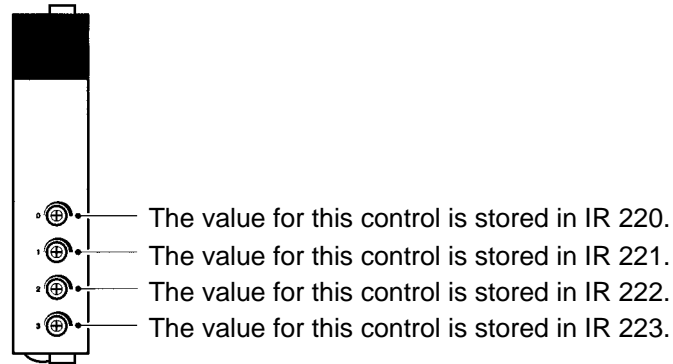 0 The value for this control is stored in IR 220.
1 The value for this control is stored in IR 221.
2 The value for this control is stored in IR 222.
3 The value for this control is stored in IR 223.